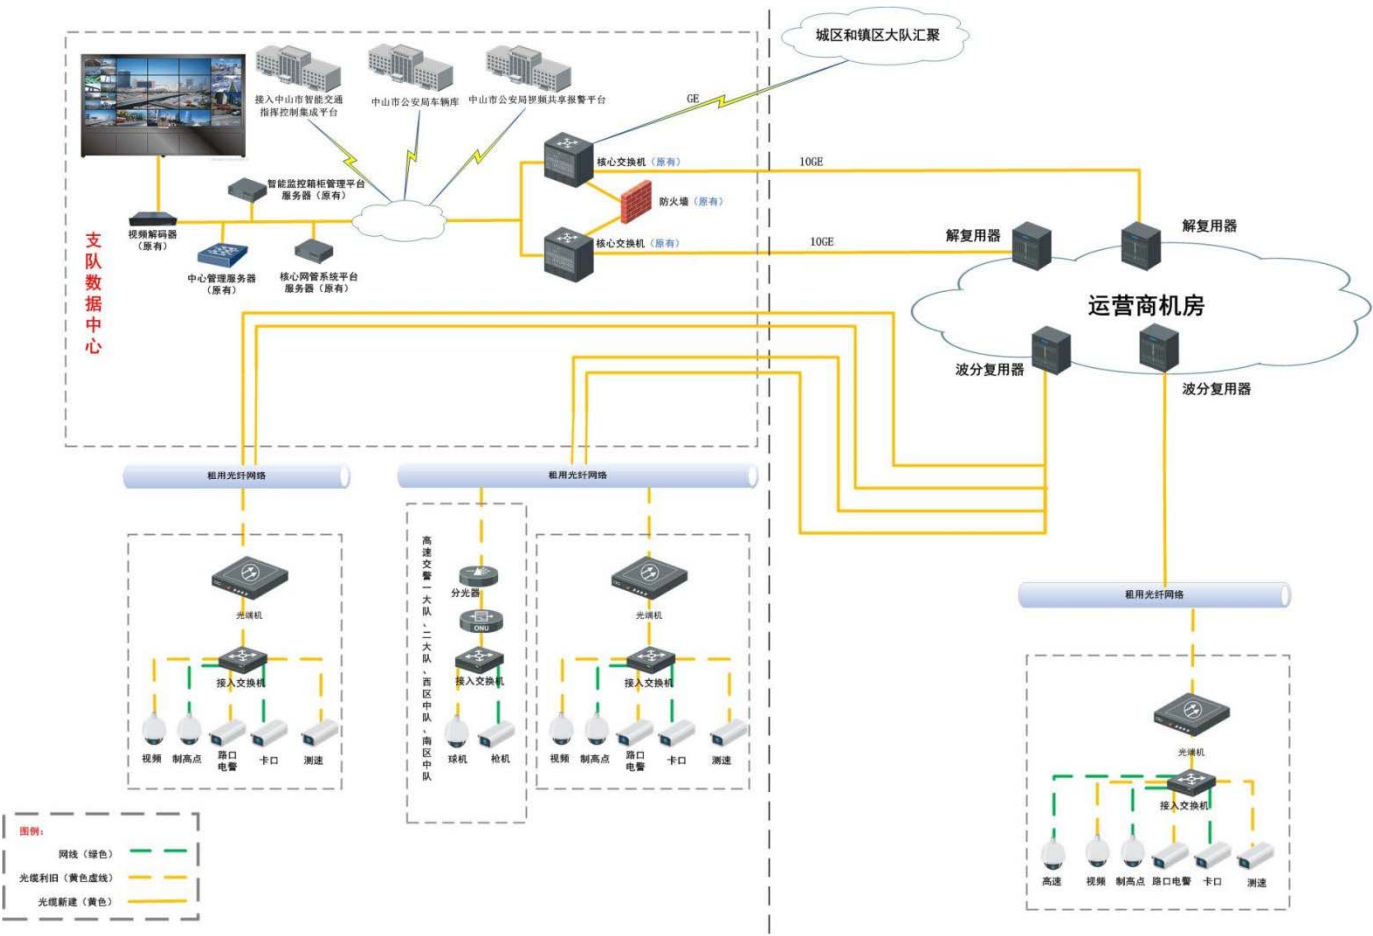 城区和镇区大队汇聚
GE
接入中山市智能交通
指挥控制集成平台
中山市公安局车辆库
中山市公安局视频共享报警平台
智能监控箱柜管理平台
服务器（原有）
视频解码器
（原有）
中心管理服务器
（原有）
核心网管系统平台
服务器（原有）
核心交换机（原有）
防火墙（原有）
核心交换机（原有）
10GE
10GE
支队数据中心
解复用器
解复用器
运营商机房
波分复用器
波分复用器
租用光纤网络
光端机
接入交换机
视频
制高点
路口
电警
卡口
测速
租用光纤网络
高速交警一大队、二大队、西区中队、南区中队
分光器
ONU
接入交换机
球机
枪机
光端机
接入交换机
视频
制高点
路口
电警
卡口
测速
租用光纤网络
光端机
接入交换机
高速
视频
制高点
路口电警
卡口
测速
图例：
网线（绿色）
光缆利旧（黄色虚线）
光缆新建（黄色）